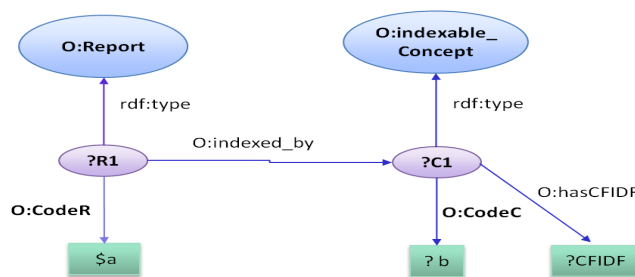 O:Report
O:indexable_
Concept
rdf:type
rdf:type
O:indexed_by
?R1
?C1
O:hasCFIDF
O:CodeR
O:CodeC
$a
? b
?CFIDF